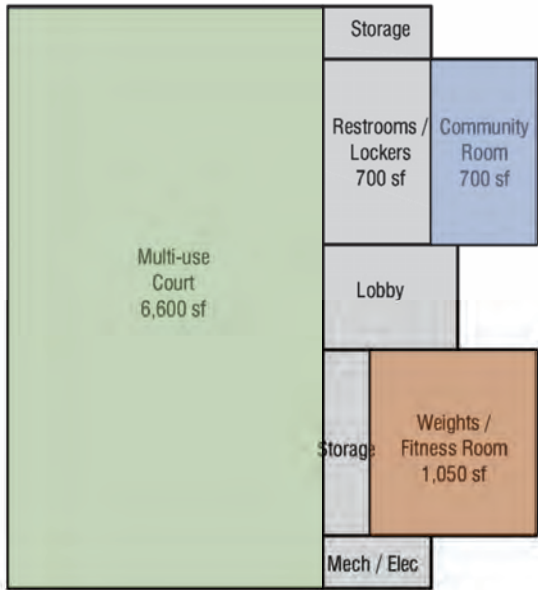 Storage
Restrooms /
Lockers
700 sf
Community
Room
700 sf
Multi-use
Court
6,600 sf
Lobby
Storage
Weights /
Fitness Room
1,050 sf
Mech / Elec